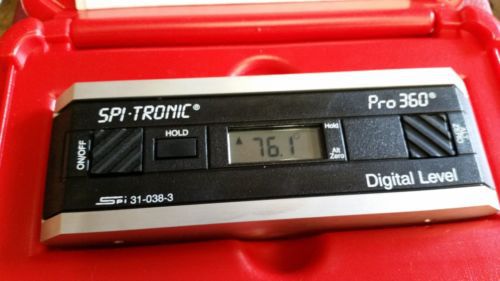 SPI-TRONIC®
Pro 360®
ON/OFF
HOLD
76.1°
Hold
Alt
Zero
SPI 31-038-3
Digital Level